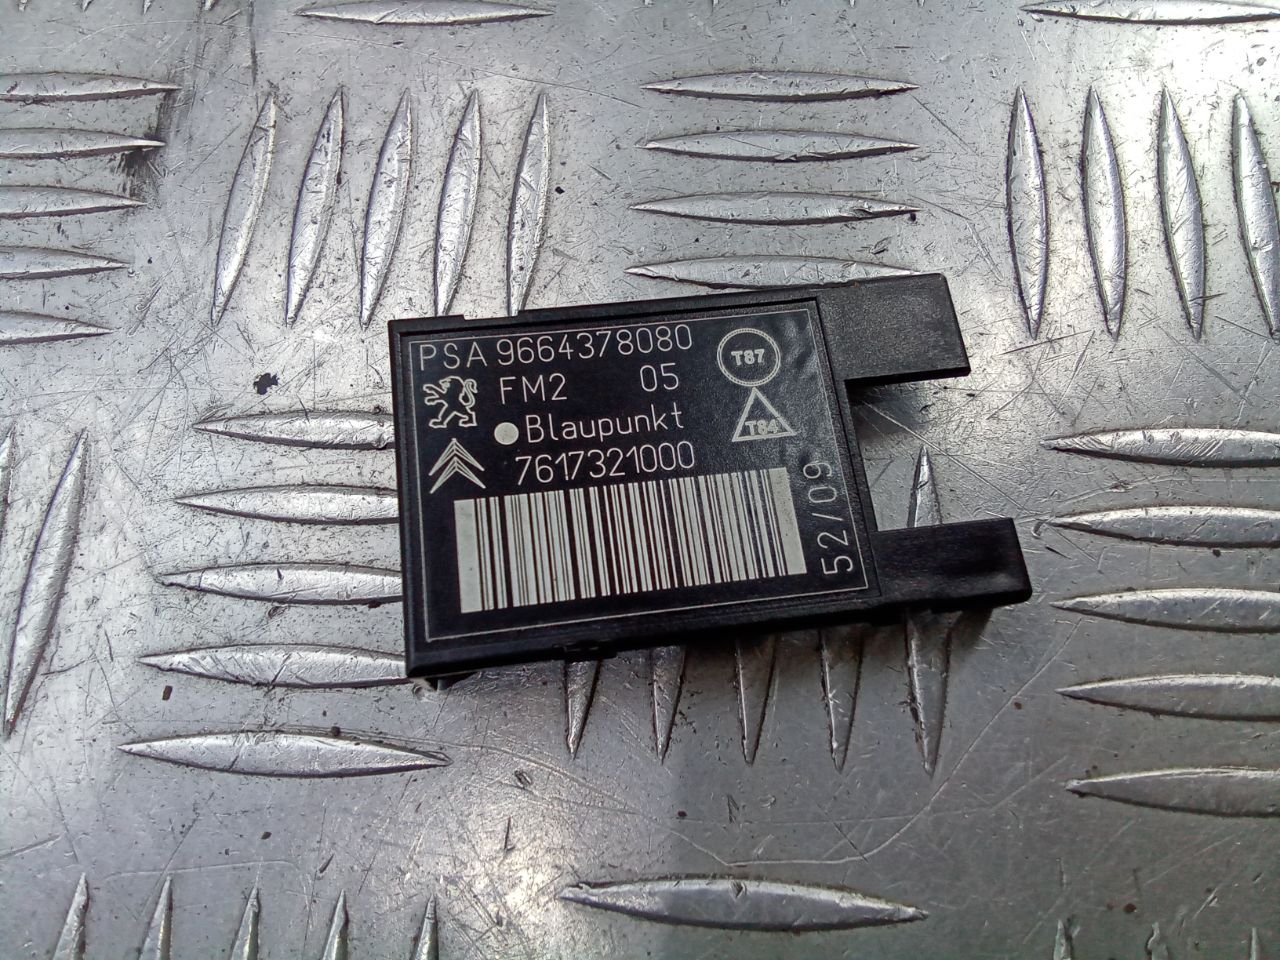 PSA 9664378080
T87
FM2 05
T84
Blaupunkt
7617321000
52/09